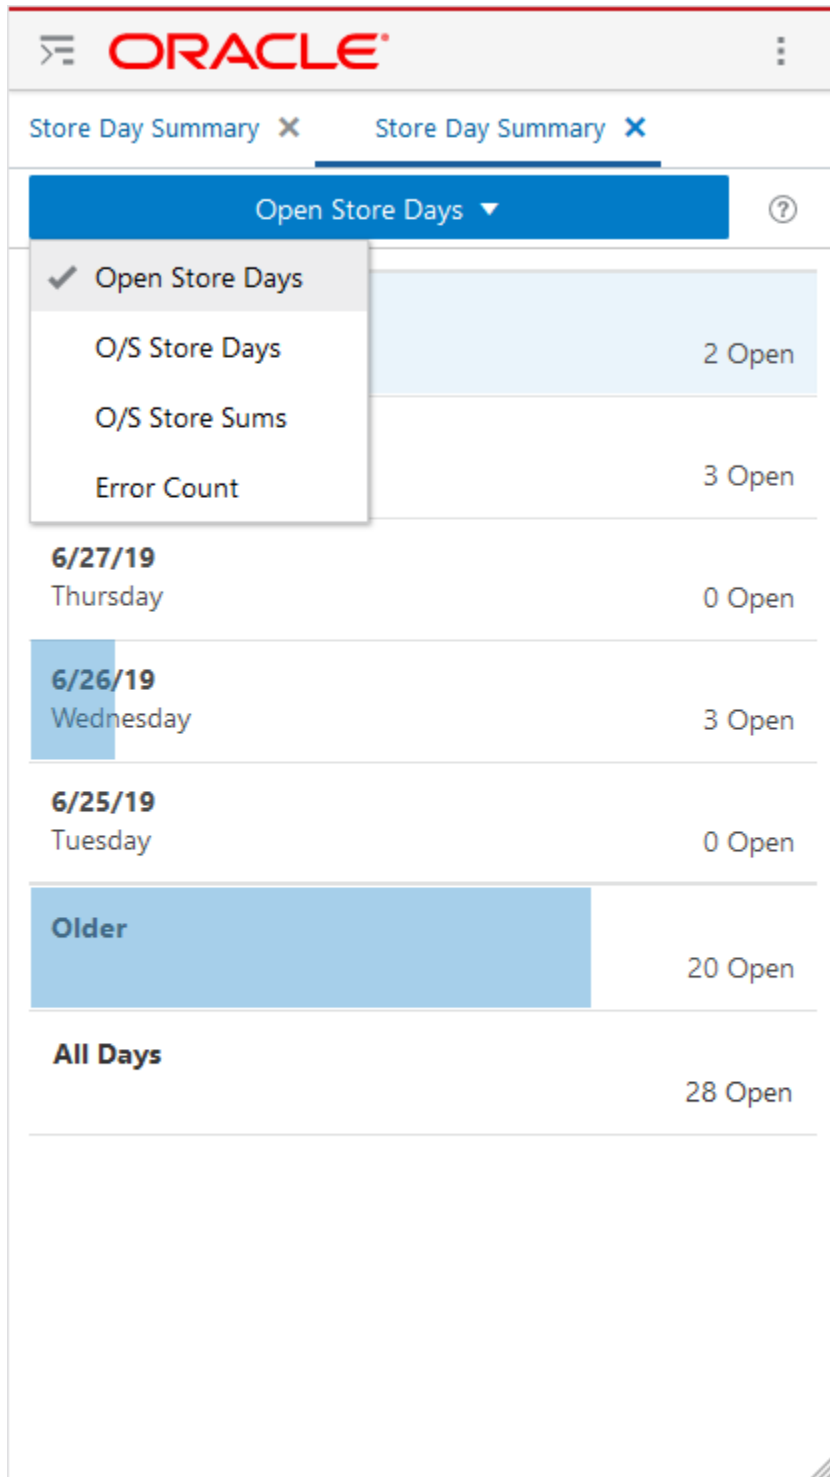 ORACLE
Store Day Summary Store Day Summary
Open Store Days
Open Store Days
O/S Store Days
2 Open
O/S Store Sums
3 Open
Error Count
6/27/19
Thursday
0 Open
6/26/19
Wednesday
3 Open
6/25/19
Tuesday
0 Open
Older
20 Open
All Days
28 Open